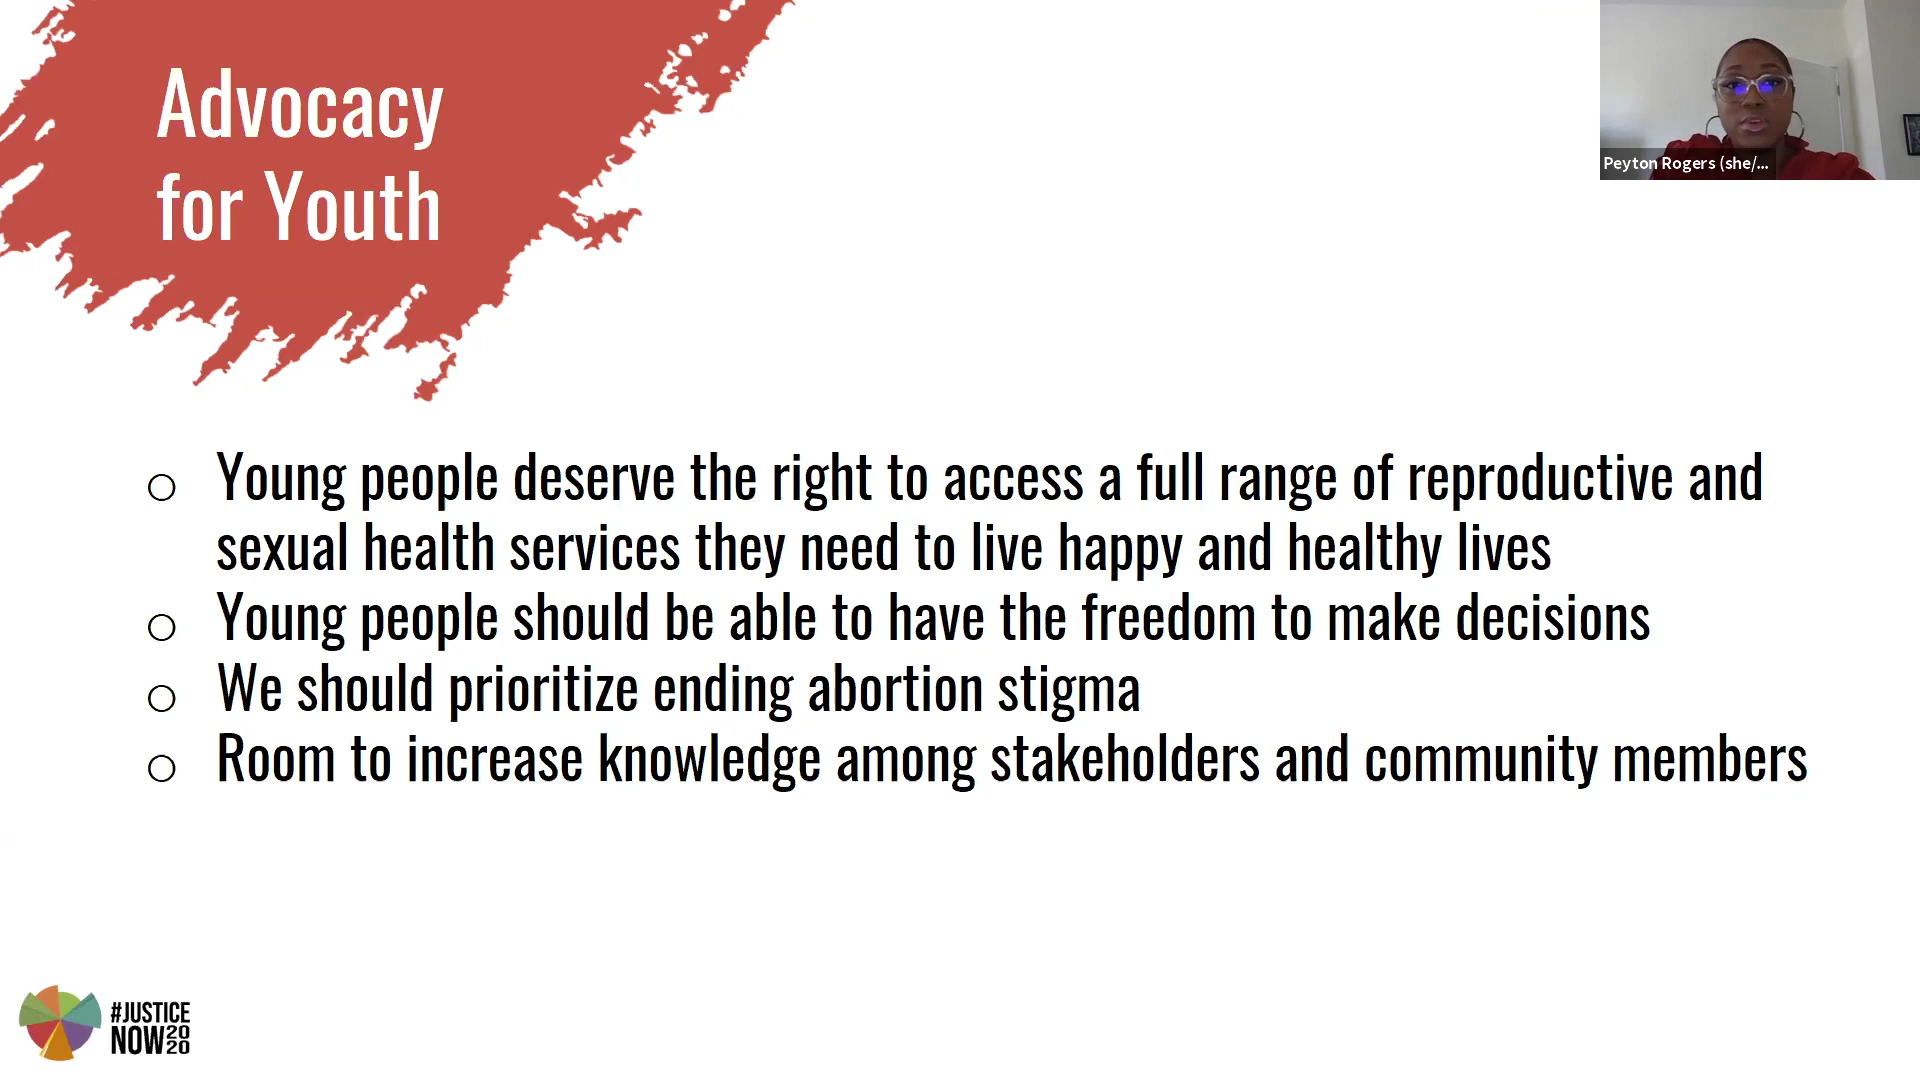 Advocacy
for Youth
Peyton Rogers (she/...
Young people deserve the right to access a full range of reproductive and
sexual health services they need to live happy and healthy lives
Young people should be able to have the freedom to make decisions
We should prioritize ending abortion stigma
Room to increase knowledge among stakeholders and community members
#JUSTICE
NOW 2020